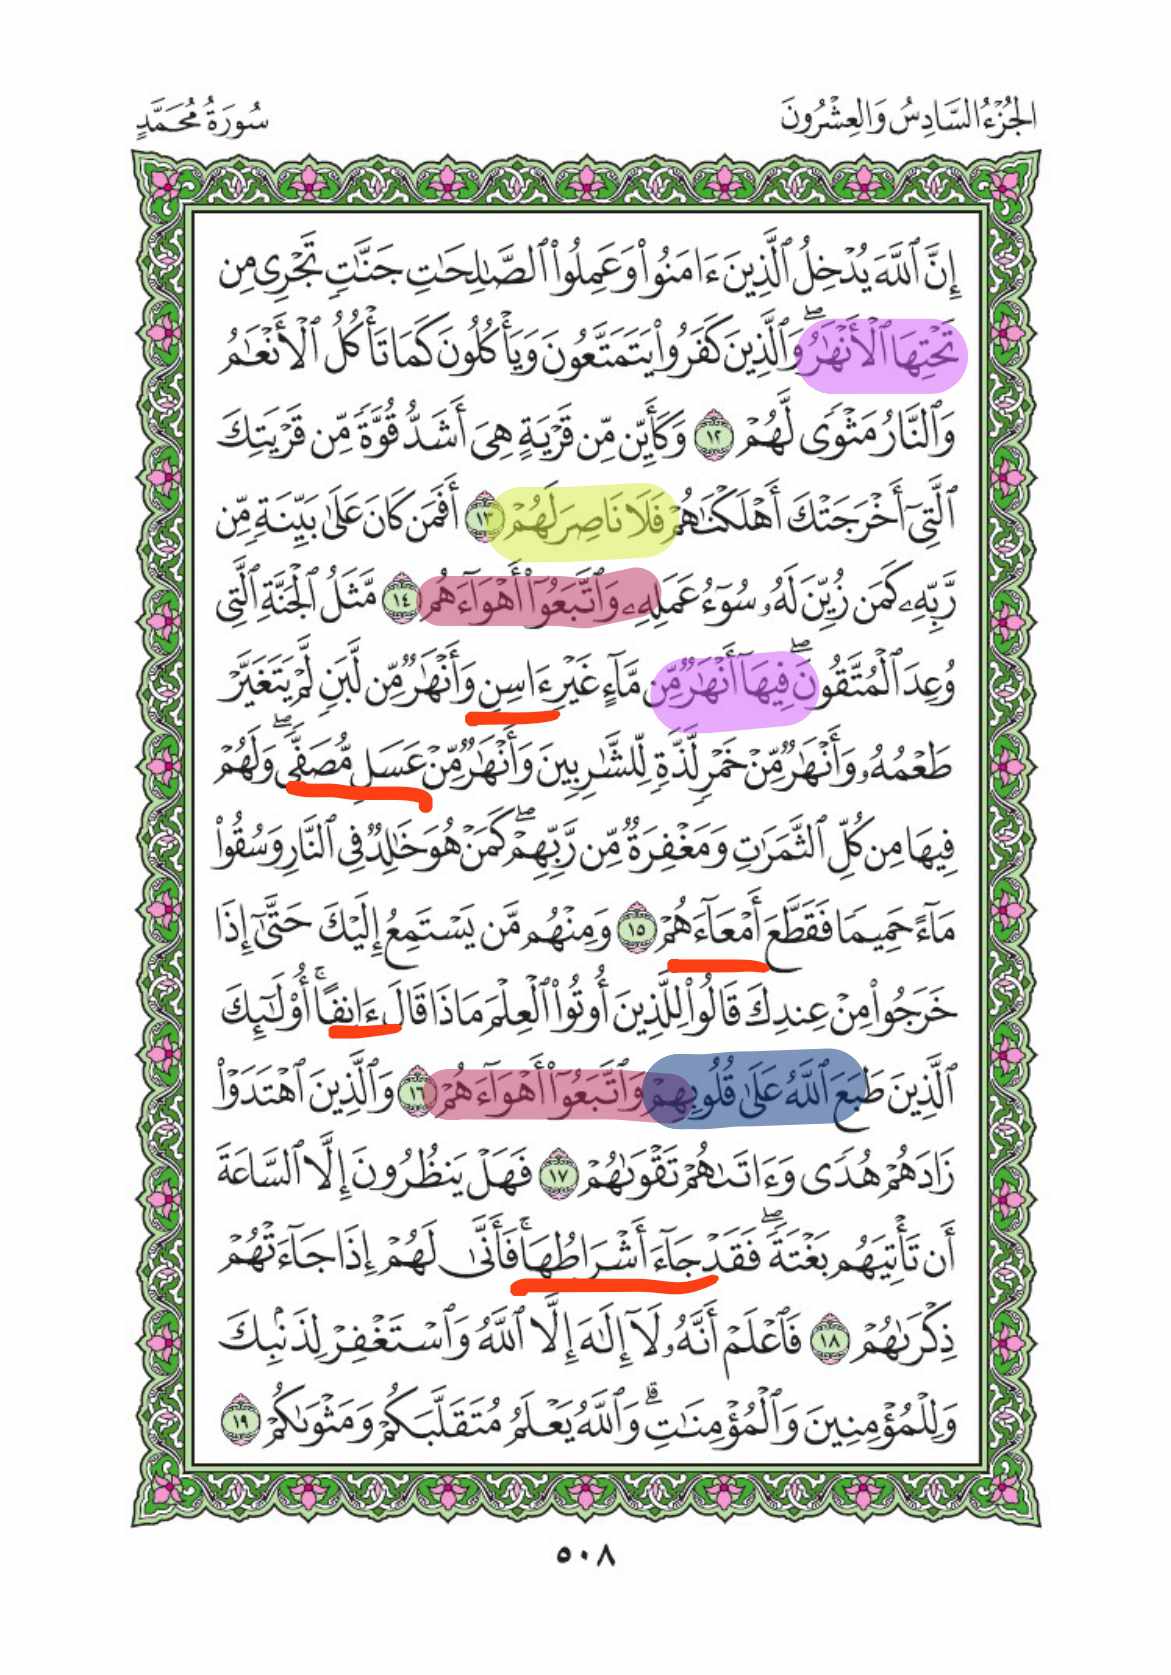 الجُزْءُ السَّادِسُ وَالعِشْرُونَ
سُورَةُ مُحَمَّدٍ
إِنَّ ٱللَّهَ يُدْخِلُ ٱلَّذِينَ ءَامَنُوا۟ وَعَمِلُوا۟ ٱلصَّٰلِحَٰتِ جَنَّٰتٍ تَجْرِى مِن
تَحْتِهَا ٱلْأَنْهَٰرُ ۖ وَٱلَّذِينَ كَفَرُوا۟ يَتَمَتَّعُونَ وَيَأْكُلُونَ كَمَا تَأْكُلُ ٱلْأَنْعَٰمُ
وَٱلنَّارُ مَثْوًى لَّهُمْ ١٢ وَكَأَيِّن مِّن قَرْيَةٍ هِىَ أَشَدُّ قُوَّةً مِّن قَرْيَتِكَ
ٱلَّتِىٓ أَخْرَجَتْكَ أَهْلَكْنَٰهُمْ فَلَا نَاصِرَ لَهُمْ ١٣ أَفَمَن كَانَ عَلَىٰ بَيِّنَةٍ مِّن
رَّبِّهِۦ كَمَن زُيِّنَ لَهُۥ سُوٓءُ عَمَلِهِۦ وَٱتَّبَعُوٓا۟ أَهْوَآءَهُم ١٤ مَّثَلُ ٱلْجَنَّةِ ٱلَّتِى
وُعِدَ ٱلْمُتَّقُونَ ۖ فِيهَآ أَنْهَٰرٌ مِّن مَّآءٍ غَيْرِ ءَاسِنٍ وَأَنْهَٰرٌ مِّن لَّبَنٍ لَّمْ يَتَغَيَّرْ
طَعْمُهُۥ وَأَنْهَٰرٌ مِّنْ خَمْرٍ لَّذَّةٍ لِّلشَّٰرِبِينَ وَأَنْهَٰرٌ مِّنْ عَسَلٍ مُّصَفًّى ۖ وَلَهُمْ
فِيهَا مِن كُلِّ ٱلثَّمَرَٰتِ وَمَغْفِرَةٌ مِّن رَّبِّهِمْ ۖ كَمَنْ هُوَ خَٰلِدٌ فِى ٱلنَّارِ وَسُقُوا۟
مَآءً حَمِيمًا فَقَطَّعَ أَمْعَآءَهُمْ ١٥ وَمِنْهُم مَّن يَسْتَمِعُ إِلَيْكَ حَتَّىٰٓ إِذَا
خَرَجُوا۟ مِنْ عِندِكَ قَالُوا۟ لِلَّذِينَ أُوتُوا۟ ٱلْعِلْمَ مَاذَا قَالَ ءَانِفًا ۚ أُو۟لَٰٓئِكَ
ٱلَّذِينَ طَبَعَ ٱللَّهُ عَلَىٰ قُلُوبِهِمْ وَٱتَّبَعُوٓا۟ أَهْوَآءَهُمْ ١٦ وَٱلَّذِينَ ٱهْتَدَوْا۟
زَادَهُمْ هُدًى وَءَاتَىٰهُمْ تَقْوَىٰهُمْ ١٧ فَهَلْ يَنظُرُونَ إِلَّا ٱلسَّاعَةَ
أَن تَأْتِيَهُم بَغْتَةً ۖ فَقَدْ جَآءَ أَشْرَاطُهَا ۚ فَأَنَّىٰ لَهُمْ إِذَا جَآءَتْهُمْ
ذِكْرَىٰهُمْ ١٨ فَٱعْلَمْ أَنَّهُۥ لَآ إِلَٰهَ إِلَّا ٱللَّهُ وَٱسْتَغْفِرْ لِذَنۢبِكَ
وَلِلْمُؤْمِنِينَ وَٱلْمُؤْمِنَٰتِ ۗ وَٱللَّهُ يَعْلَمُ مُتَقَلَّبَكُمْ وَمَثْوَىٰكُمْ ١٩
٥٠٨